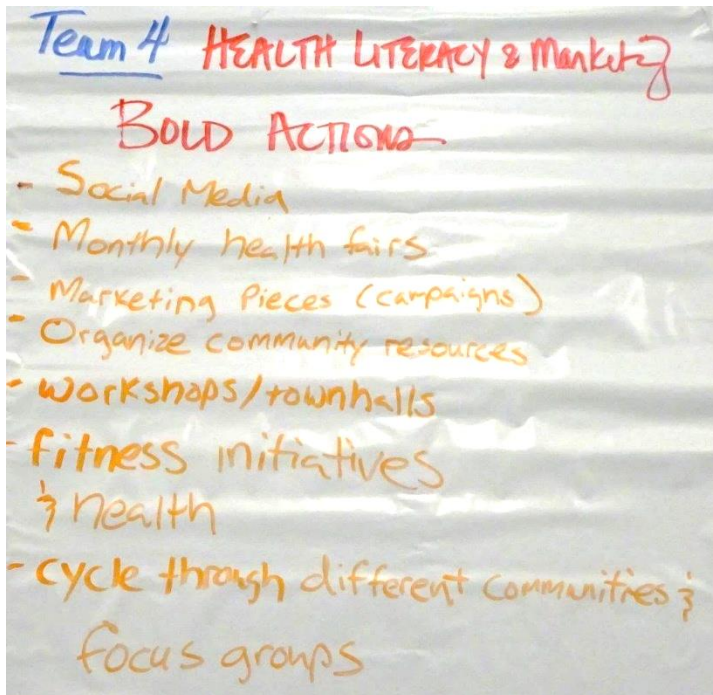 Team 4 HEALTH LITERACY & Marketing
BOLD ACTIONS
- Social Media
- Monthly health fairs
- Marketing Pieces (campaigns)
- Organize community resources
- workshops/townhalls
- fitness initiatives
& health
- cycle through different communities &
focus groups